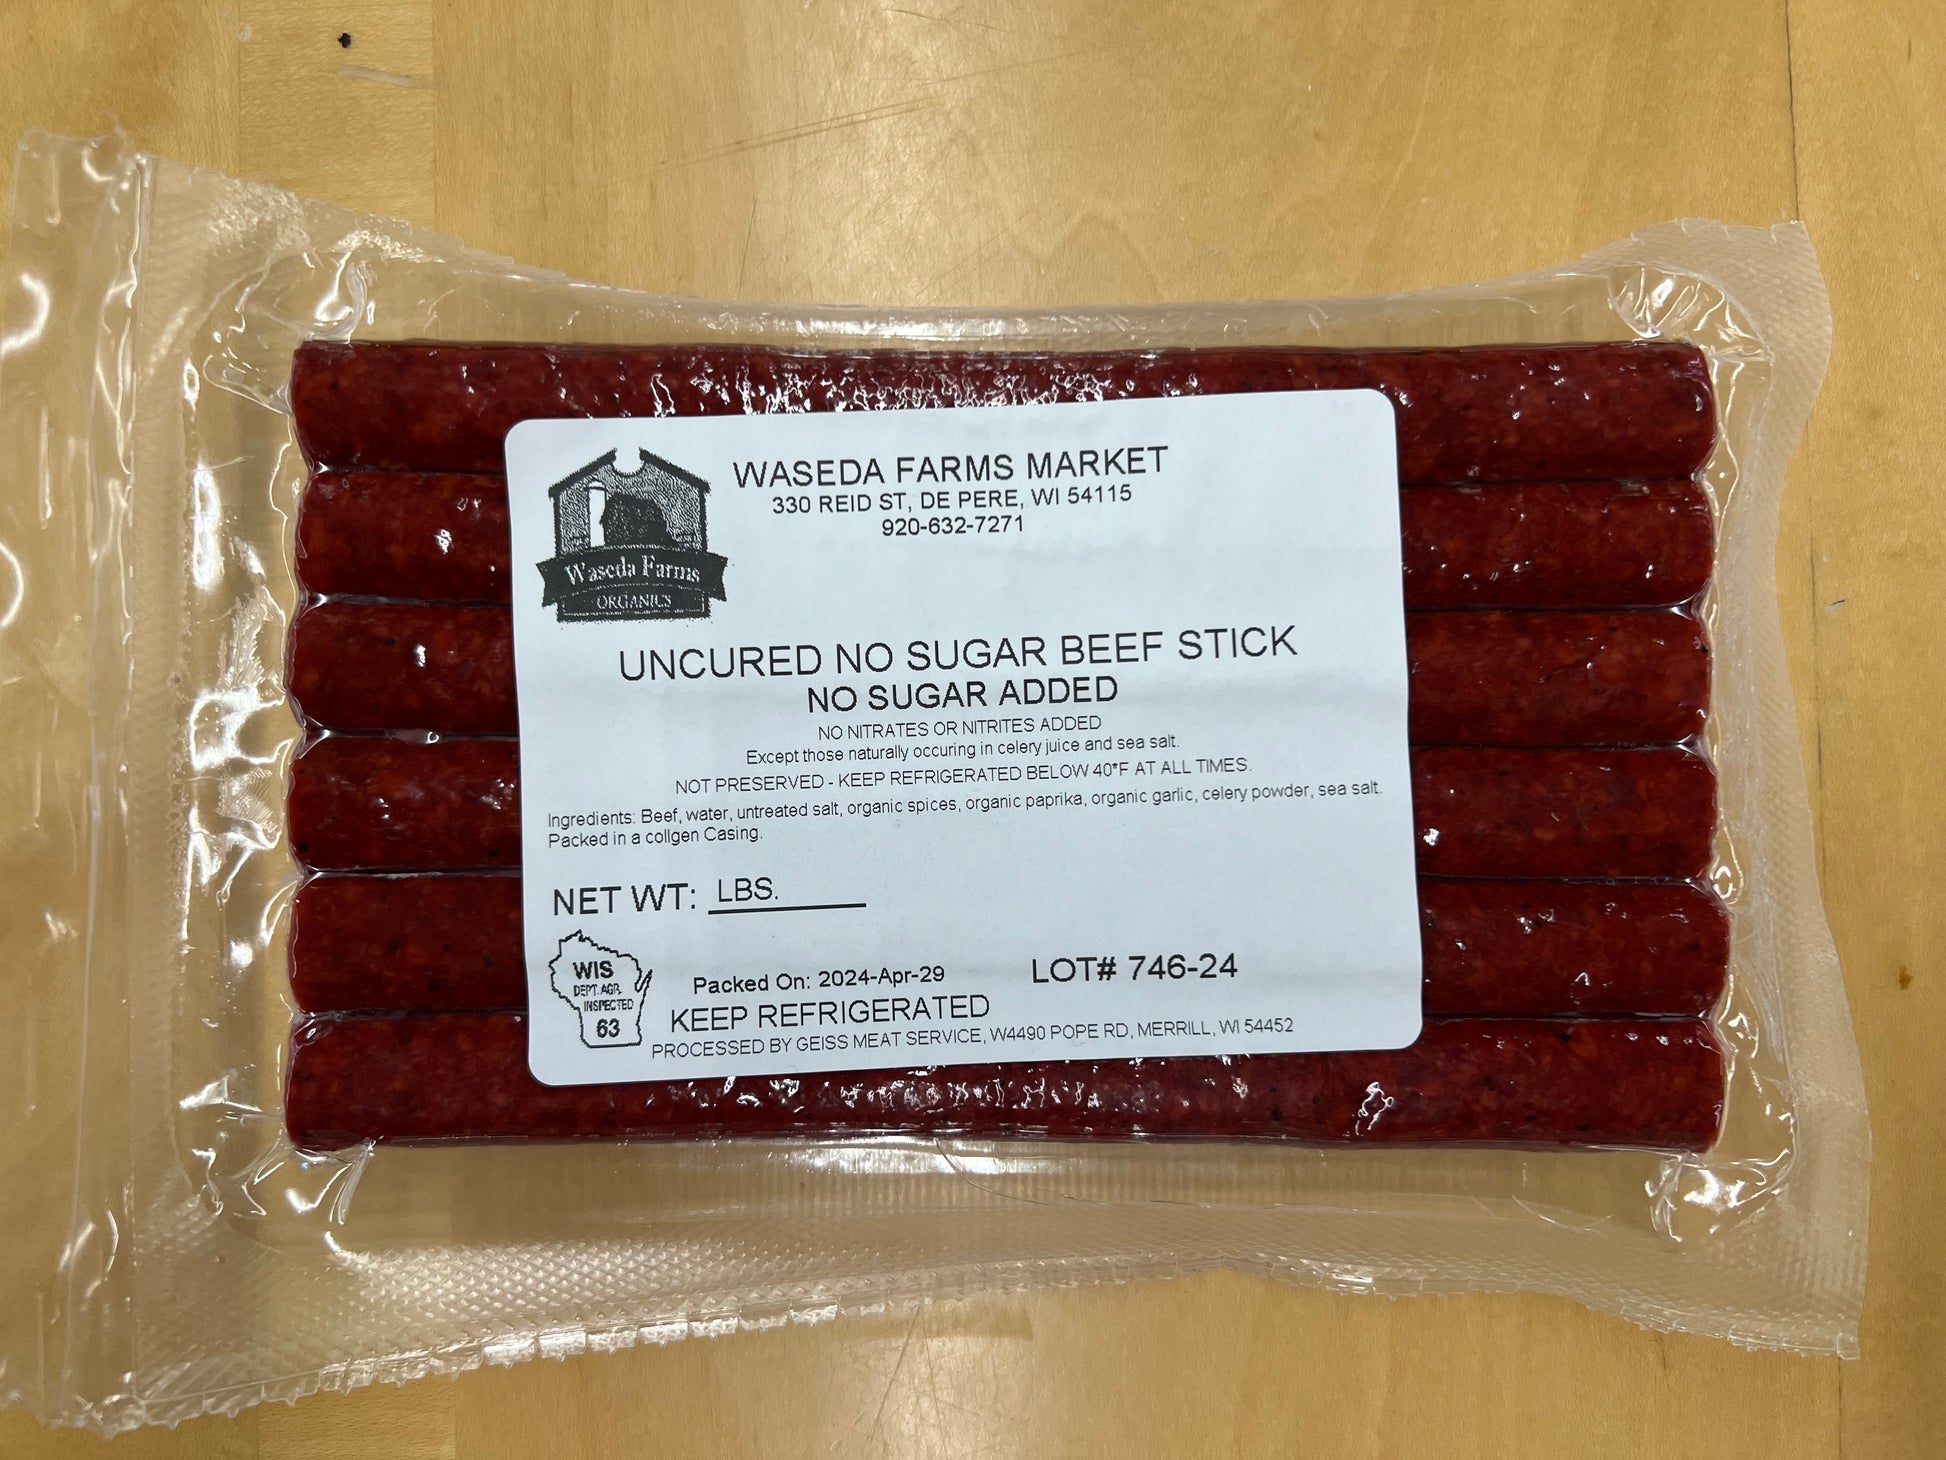 WASEDA FARMS MARKET
330 REID ST, DE PERE, WI 54115
920-632-7271
Waseda Farms
ORGANICS
UNCURED NO SUGAR BEEF STICK
NO SUGAR ADDED
NO NITRATES OR NITRITES ADDED
Except those naturally occuring in celery juice and sea salt.
NOT PRESERVED - KEEP REFRIGERATED BELOW 40*F AT ALL TIMES.
Ingredients: Beef, water, untreated salt, organic spices, organic paprika, organic garlic, celery powder, sea salt.
Packed in a collgen Casing.
NET WT: LBS.
WIS
DEPT. AGR.
INSPECTED
63
Packed On: 2024-Apr-29
LOT# 746-24
KEEP REFRIGERATED
PROCESSED BY GEISS MEAT SERVICE, W4490 POPE RD, MERRILL, WI 54452